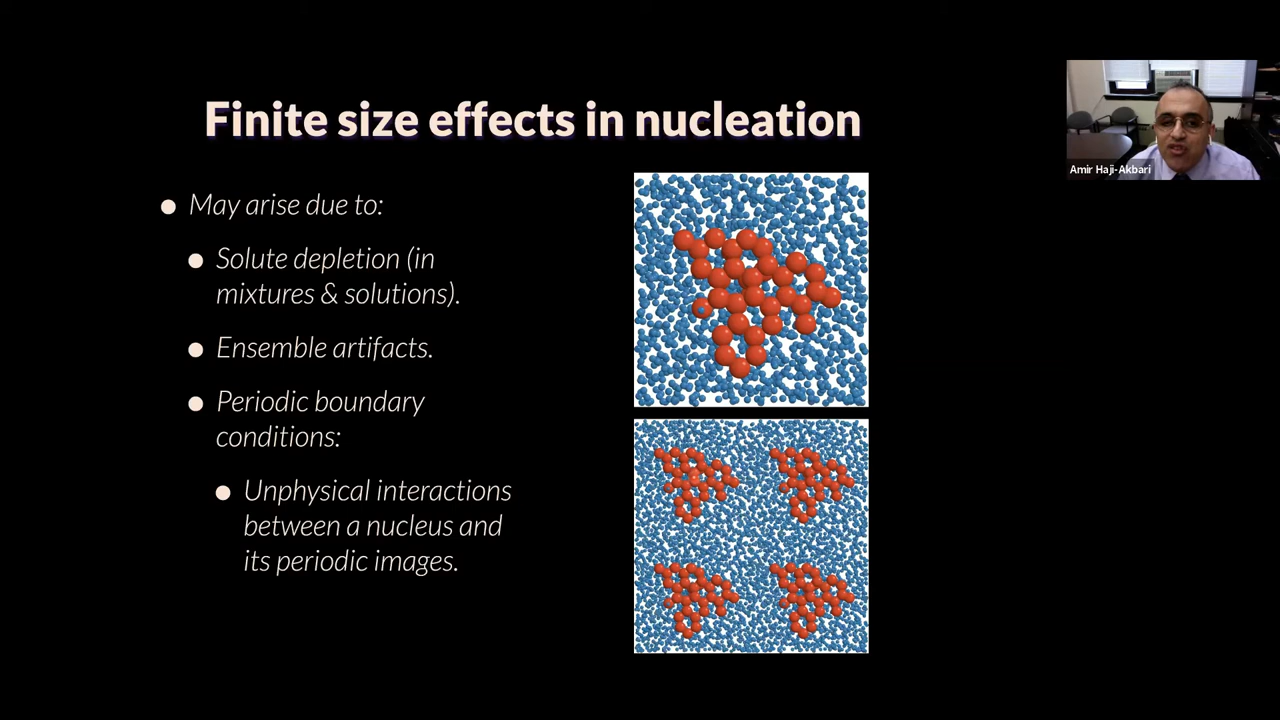 Finite size effects in nucleation
May arise due to:
Solute depletion (in
mixtures & solutions).
Ensemble artifacts.
Periodic boundary
conditions:
Unphysical interactions
between a nucleus and
its periodic images.
Amir Haji-Akbari